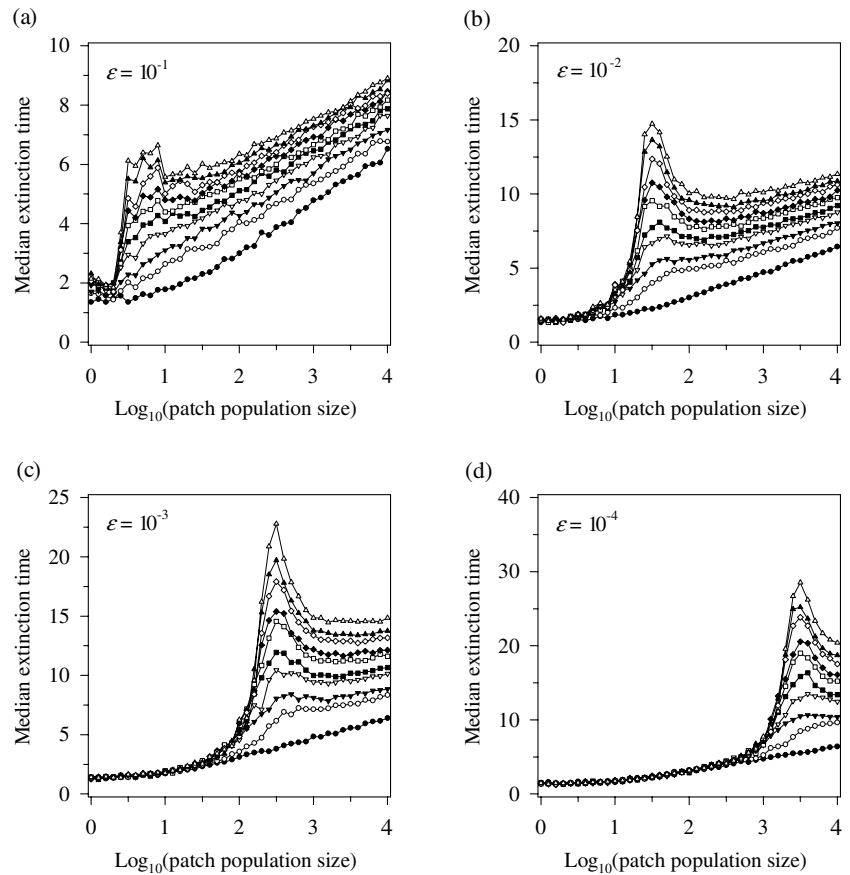 (a)
ε = 10⁻¹
Median extinction time
10
8
6
4
2
0
0 1 2 3 4
Log₁₀(patch population size)
(b)
ε = 10⁻²
Median extinction time
20
15
10
5
0
0 1 2 3 4
Log₁₀(patch population size)
(c)
ε = 10⁻³
Median extinction time
25
20
15
10
5
0
0 1 2 3 4
Log₁₀(patch population size)
(d)
ε = 10⁻⁴
Median extinction time
40
30
20
10
0
0 1 2 3 4
Log₁₀(patch population size)